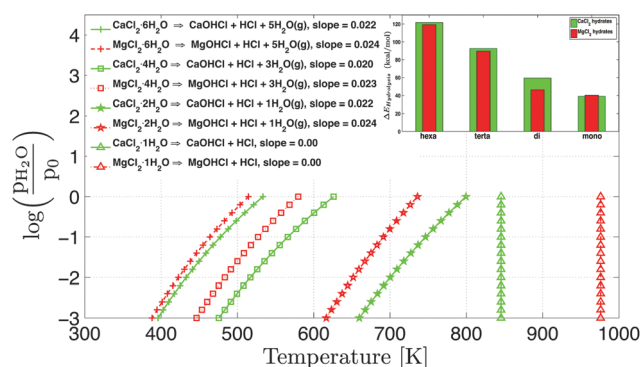 CaCl2·6H2O ⇒ CaOHCl + HCl + 5H2O(g), slope = 0.022
MgCl2·6H2O ⇒ MgOHCl + HCl + 5H2O(g), slope = 0.024
CaCl2·4H2O ⇒ CaOHCl + HCl + 3H2O(g), slope = 0.020
MgCl2·4H2O ⇒ MgOHCl + HCl + 3H2O(g), slope = 0.023
CaCl2·2H2O ⇒ CaOHCl + HCl + 1H2O(g), slope = 0.022
MgCl2·2H2O ⇒ MgOHCl + HCl + 1H2O(g), slope = 0.024
CaCl2·1H2O ⇒ CaOHCl + HCl, slope = 0.00
MgCl2·1H2O ⇒ MgOHCl + HCl, slope = 0.00
CaCl2 hydrates
MgCl2 hydrates
ΔEHydrolysis (kcal/mol)
120
100
80
60
40
20
0
hexa terta di mono
log(pH2O/p0)
4
3
2
1
0
−1
−2
−3
300 400 500 600 700 800 900 1000
Temperature [K]